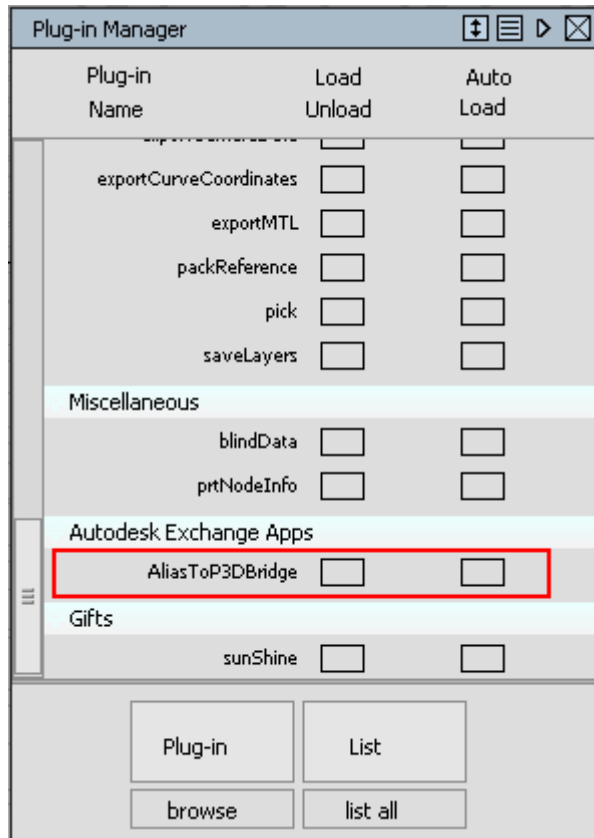 Plug-in Manager
Plug-in Load Auto
Name Unload Load
exportCurveCoordinates
exportMTL
packReference
pick
saveLayers
Miscellaneous
blindData
prtNodeInfo
Autodesk Exchange Apps
AliasToP3DBridge
Gifts
sunShine
Plug-in List
browse list all